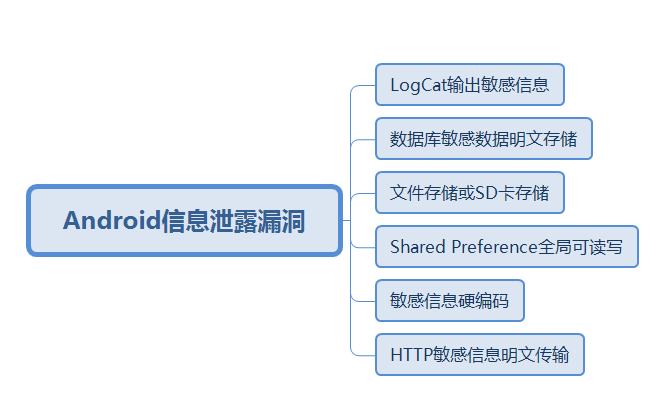 Android信息泄露漏洞
LogCat输出敏感信息
数据库敏感数据明文存储
文件存储或SD卡存储
Shared Preference全局可读写
敏感信息硬编码
HTTP敏感信息明文传输